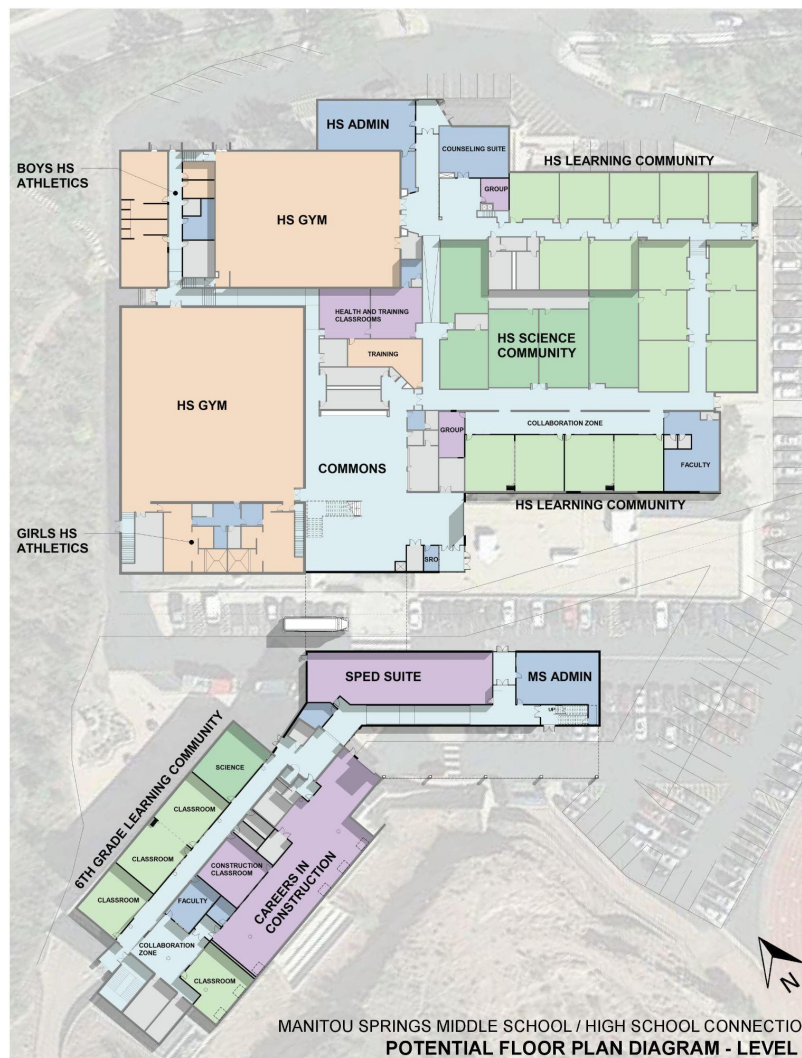 HS ADMIN
COUNSELING SUITE
HS LEARNING COMMUNITY
BOYS HS
ATHLETICS
GROUP
HS GYM
HEALTH AND TRAINING
CLASSROOMS
HS SCIENCE
COMMUNITY
TRAINING
HS GYM
GROUP
COLLABORATION ZONE
COMMONS
FACULTY
HS LEARNING COMMUNITY
GIRLS HS
ATHLETICS
SRO
SPED SUITE
MS ADMIN
UP
6TH GRADE LEARNING COMMUNITY
SCIENCE
CLASSROOM
CLASSROOM
CONSTRUCTION
CLASSROOM
CAREERS IN
CONSTRUCTION
CLASSROOM
FACULTY
COLLABORATION
ZONE
CLASSROOM
N
MANITOU SPRINGS MIDDLE SCHOOL / HIGH SCHOOL CONNECTIO
POTENTIAL FLOOR PLAN DIAGRAM - LEVEL